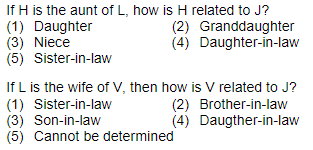 If H is the aunt of L, how is H related to J?
(1) Daughter (2) Granddaughter
(3) Niece (4) Daughter-in-law
(5) Sister-in-law
If L is the wife of V, then how is V related to J?
(1) Sister-in-law (2) Brother-in-law
(3) Son-in-law (4) Daugther-in-law
(5) Cannot be determined